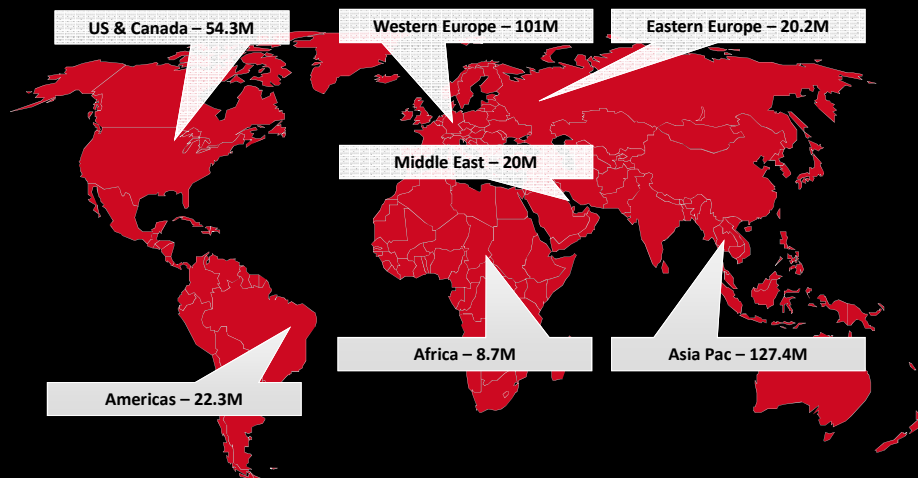 US & Canada – 54.3M
Western Europe – 101M
Eastern Europe – 20.2M
Middle East – 20M
Africa – 8.7M
Asia Pac – 127.4M
Americas – 22.3M